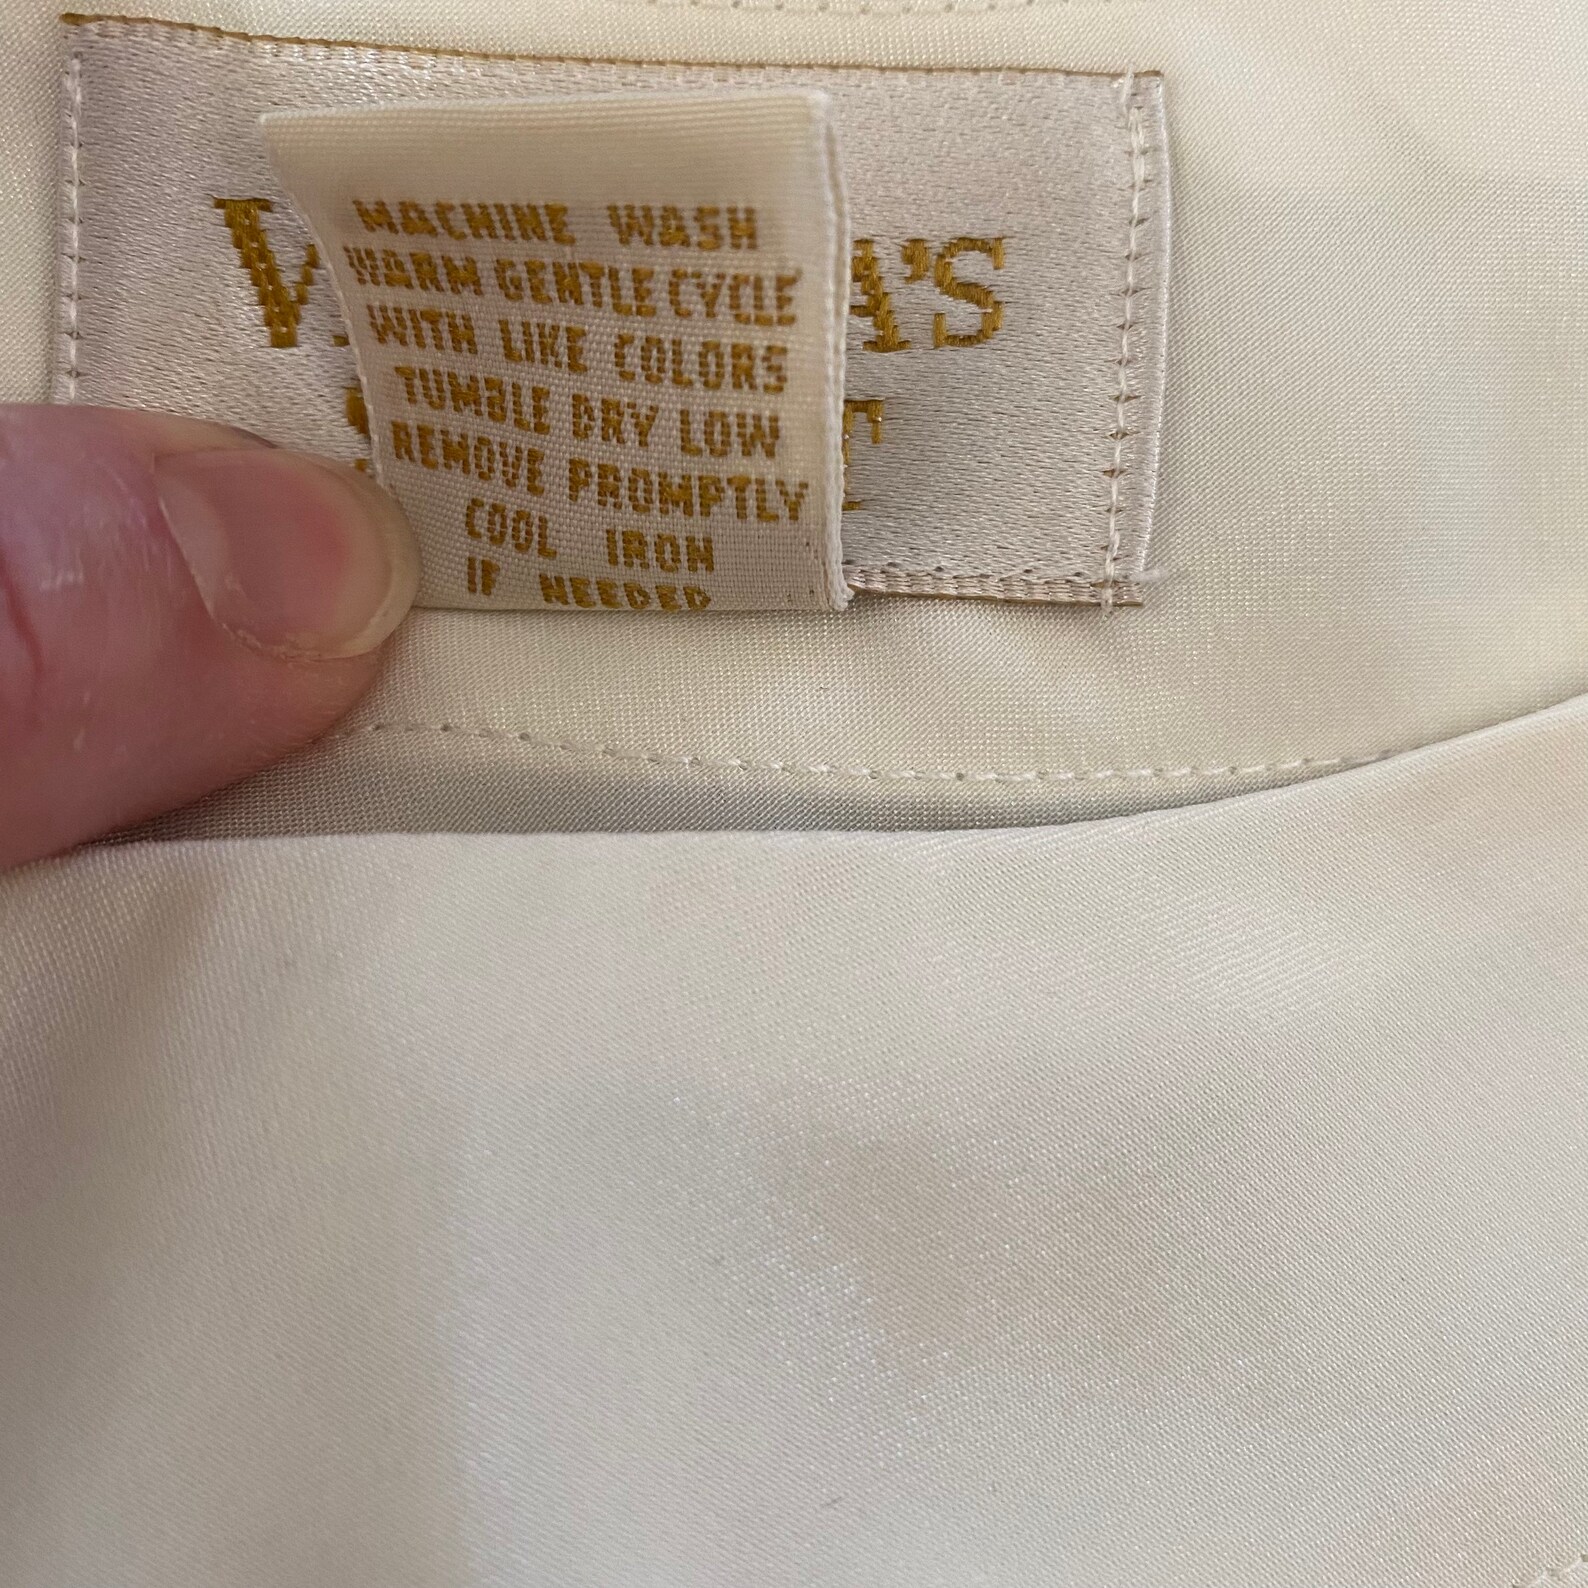 MACHINE WASH
WARM GENTLE CYCLE
WITH LIKE COLORS
TUMBLE DRY LOW
REMOVE PROMPTLY
COOL IRON
IF NEEDED